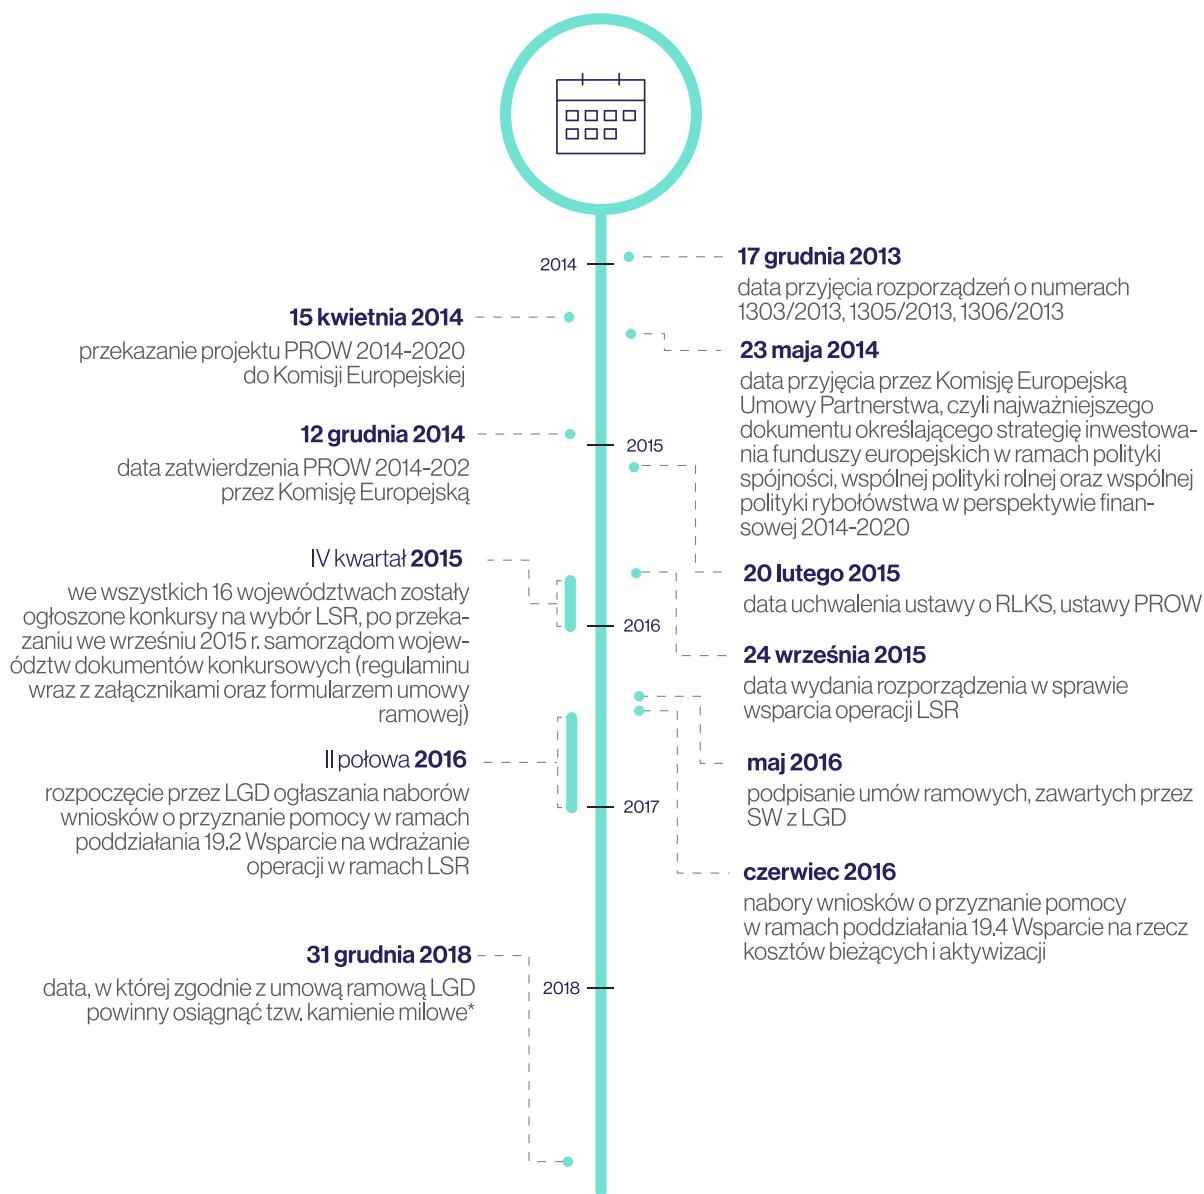 2014
17 grudnia 2013
data przyjęcia rozporządzeń o numerach
1303/2013, 1305/2013, 1306/2013
15 kwietnia 2014
przekazanie projektu PROW 2014-2020
do Komisji Europejskiej
23 maja 2014
data przyjęcia przez Komisję Europejską
Umowy Partnerstwa, czyli najważniejszego
dokumentu określającego strategię inwestowa-
nia funduszy europejskich w ramach polityki
spójności, wspólnej polityki rolnej oraz wspólnej
polityki rybołówstwa w perspektywie finan-
sowej 2014-2020
12 grudnia 2014
data zatwierdzenia PROW 2014-202
przez Komisję Europejską
2015
20 lutego 2015
data uchwalenia ustawy o RLKS, ustawy PROW
IV kwartał 2015
we wszystkich 16 województwach zostały
ogłoszone konkursy na wybór LSR, po przeka-
zaniu we wrześniu 2015 r. samorządom wojew-
ództw dokumentów konkursowych (regulaminu
wraz z załącznikami oraz formularzem umowy
ramowej)
2016
24 września 2015
data wydania rozporządzenia w sprawie
wsparcia operacji LSR
II połowa 2016
rozpoczęcie przez LGD ogłaszania naborów
wniosków o przyznanie pomocy w ramach
poddziałania 19.2 Wsparcie na wdrażanie
operacji w ramach LSR
maj 2016
podpisanie umów ramowych, zawartych przez
SW z LGD
2017
czerwiec 2016
nabory wniosków o przyznanie pomocy
w ramach poddziałania 19.4 Wsparcie na rzecz
kosztów bieżących i aktywizacji
31 grudnia 2018
data, w której zgodnie z umową ramową LGD
powinny osiągnąć tzw. kamienie milowe*
2018